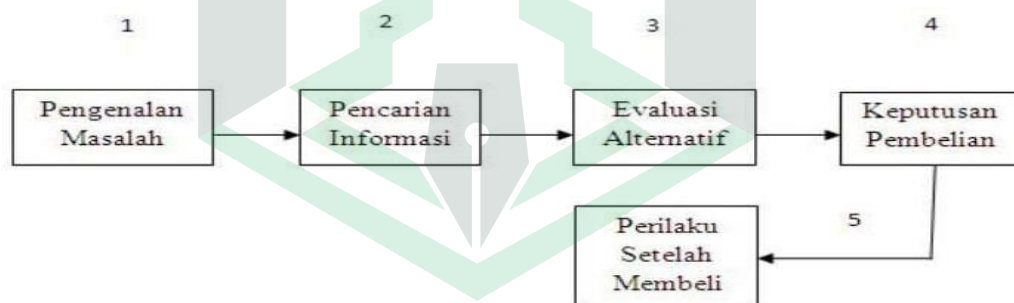 1
2
3
4
Pengenalan
Masalah
Pencarian
Informasi
Evaluasi
Alternatif
Keputusan
Pembelian
5
Perilaku
Setelah
Membeli